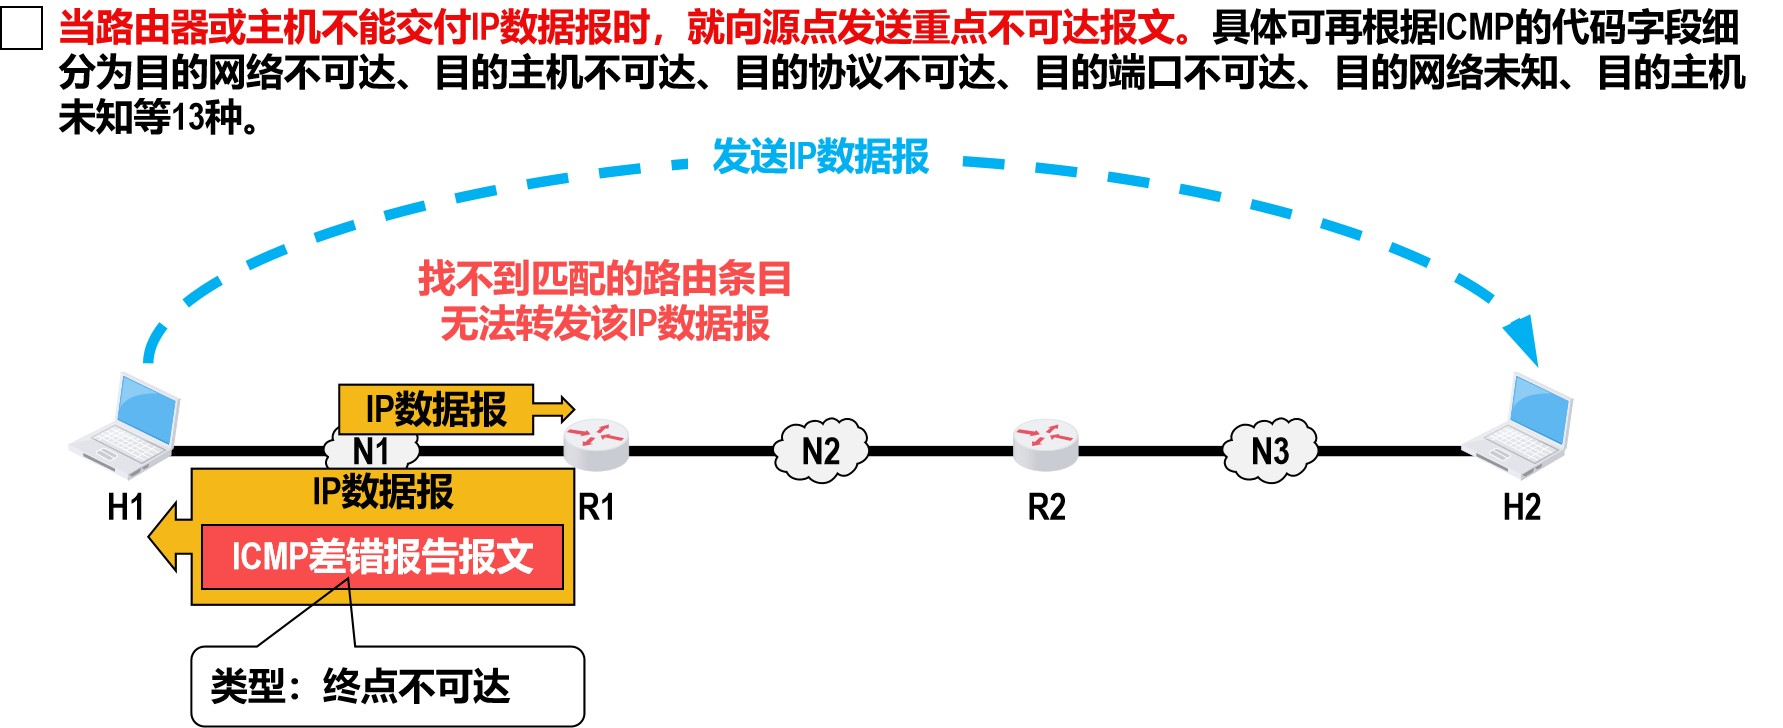 当路由器或主机不能交付IP数据报时，就向源点发送重点不可达报文。具体可再根据ICMP的代码字段细
分为目的网络不可达、目的主机不可达、目的协议不可达、目的端口不可达、目的网络未知、目的主机
未知等13种。
发送IP数据报
找不到匹配的路由条目
无法转发该IP数据报
IP数据报
N1
N2
N3
IP数据报
H1
R1
R2
H2
ICMP差错报告报文
类型：终点不可达